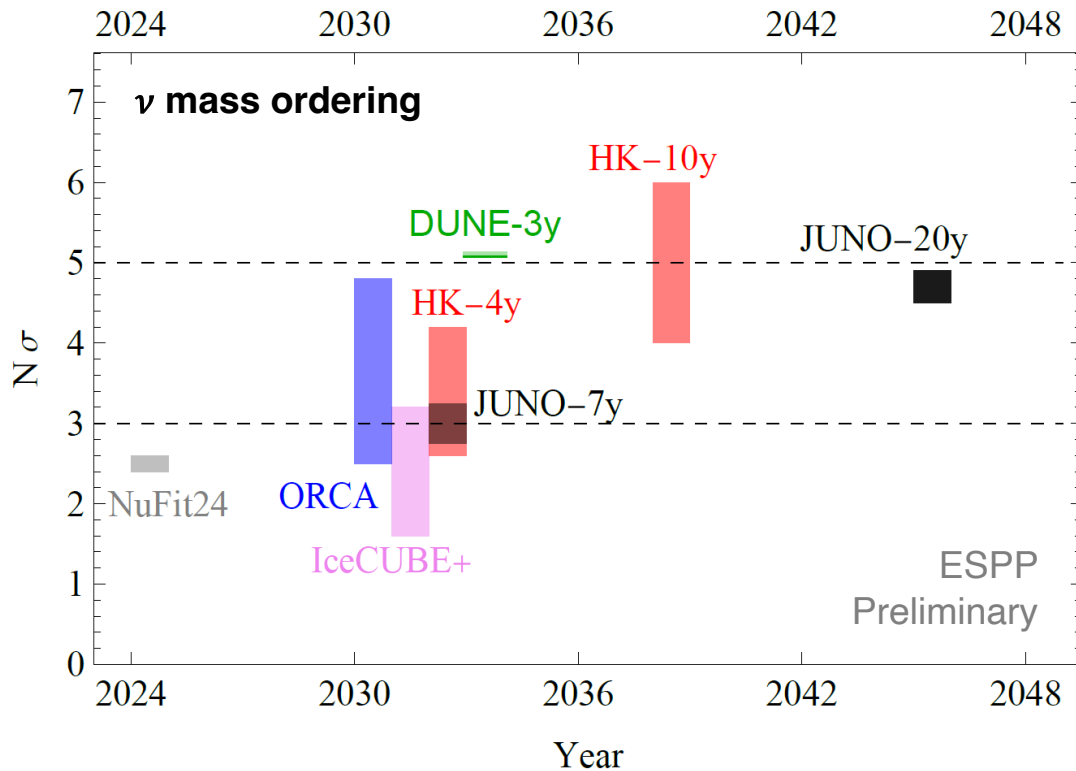 2024 2030 2036 2042 2048
ν mass ordering
7
HK−10y
6
DUNE-3y
JUNO−20y
5
HK−4y
4
N σ
JUNO−7y
3
NuFit24
ORCA
2
IceCUBE+
ESPP
Preliminary
1
0
2024 2030 2036 2042 2048
Year